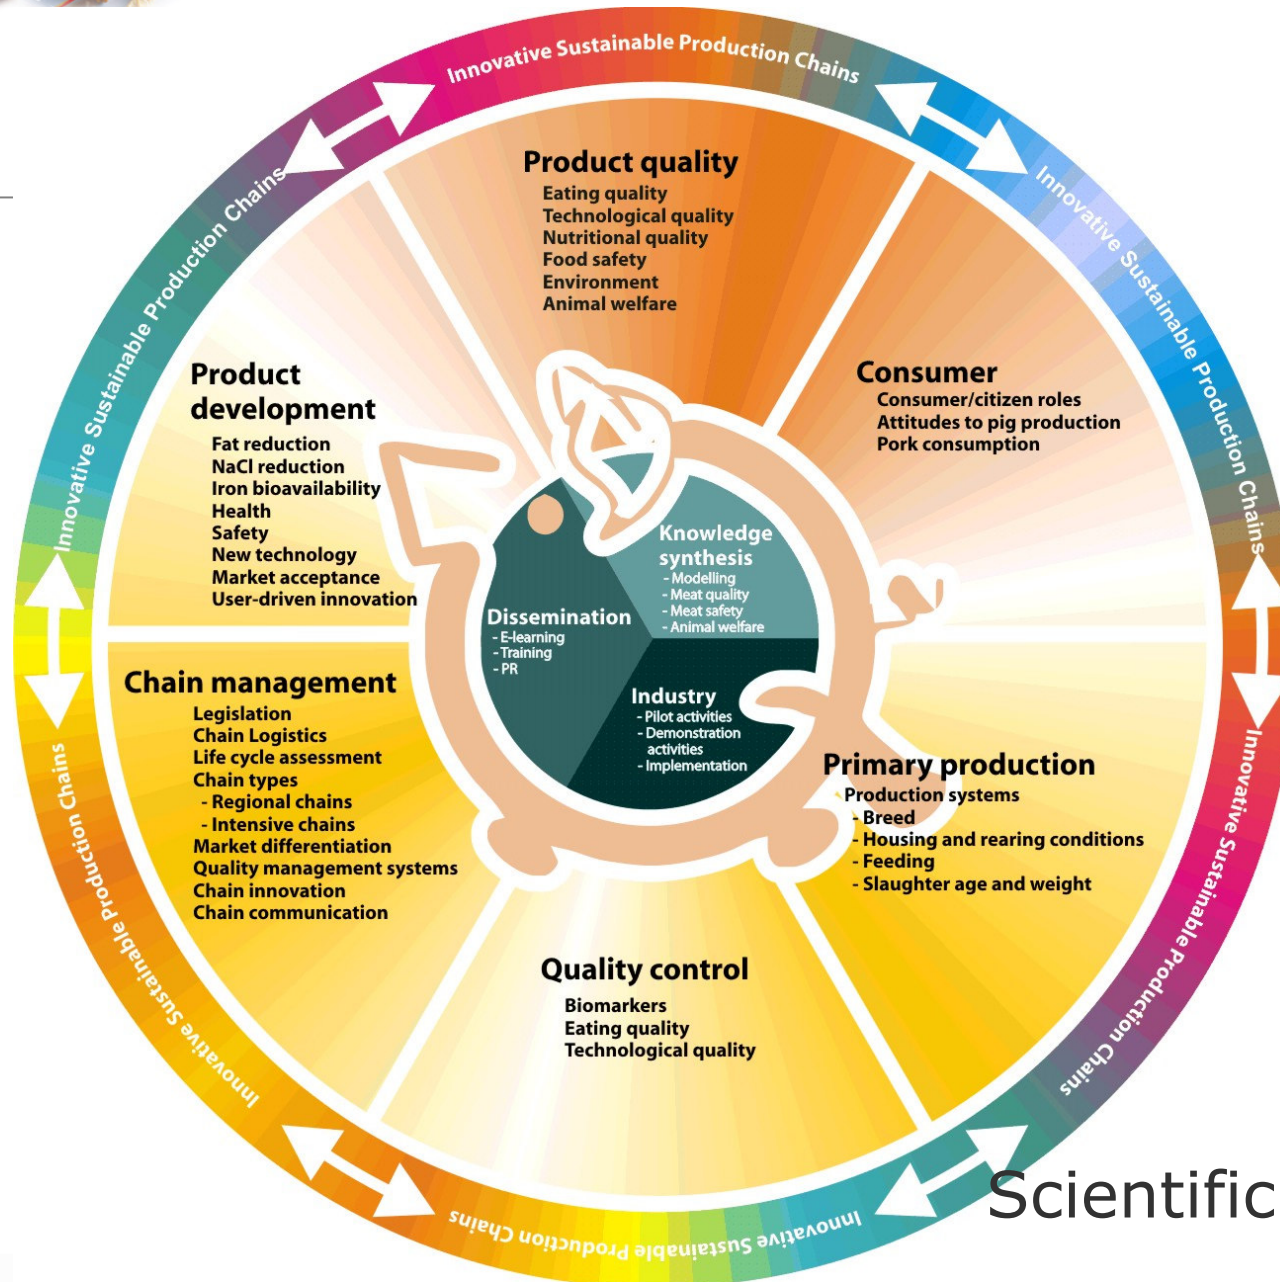 Innovative Sustainable Production Chains
Innovative Sustainable Production Chains
Innovative Sustainable Production Chains
Innovative Sustainable Production Chains
Innovative Sustainable Production Chains
Innovative Sustainable Production Chains
Product quality
Eating quality
Technological quality
Nutritional quality
Food safety
Environment
Animal welfare
Consumer
Consumer/citizen roles
Attitudes to pig production
Pork consumption
Product
development
Fat reduction
NaCl reduction
Iron bioavailability
Health
Safety
New technology
Market acceptance
User-driven innovation
Knowledge
synthesis
- Modelling
- Meat quality
- Meat safety
- Animal welfare
Dissemination
- E-learning
- Training
- PR
Industry
- Pilot activities
- Demonstration
activities
- Implementation
Chain management
Legislation
Chain Logistics
Life cycle assessment
Chain types
- Regional chains
- Intensive chains
Market differentiation
Quality management systems
Chain innovation
Chain communication
Primary production
Production systems
- Breed
- Housing and rearing conditions
- Feeding
- Slaughter age and weight
Quality control
Biomarkers
Eating quality
Technological quality
Scientific